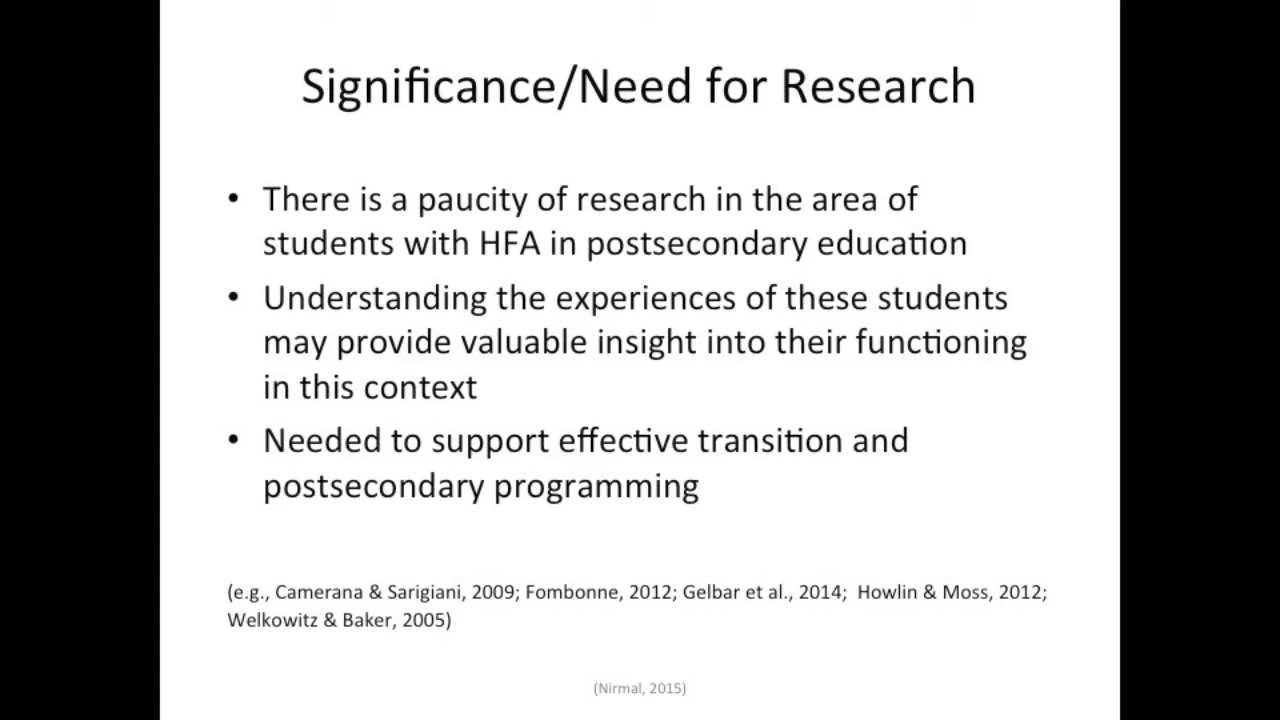 Significance/Need for Research
• There is a paucity of research in the area of
students with HFA in postsecondary education
• Understanding the experiences of these students
may provide valuable insight into their functioning
in this context
• Needed to support effective transition and
postsecondary programming
(e.g., Camerana & Sarigiani, 2009; Fombonne, 2012; Gelbar et al., 2014;  Howlin & Moss, 2012;
Welkowitz & Baker, 2005)
(Nirmal, 2015)